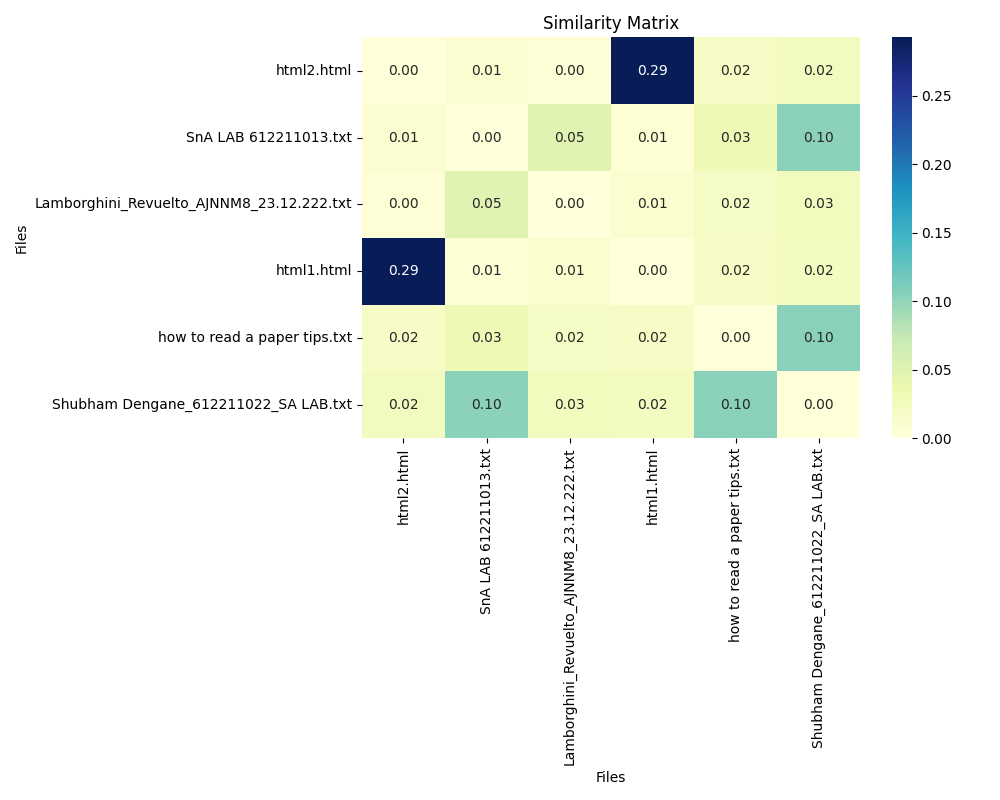 Similarity Matrix
html2.html 0.00 0.01 0.00 0.29 0.02 0.02
SnA LAB 612211013.txt 0.01 0.00 0.05 0.01 0.03 0.10
Lamborghini_Revuelto_AJNNM8_23.12.222.txt 0.00 0.05 0.00 0.01 0.02 0.03
html1.html 0.29 0.01 0.01 0.00 0.02 0.02
how to read a paper tips.txt 0.02 0.03 0.02 0.02 0.00 0.10
Shubham Dengane_612211022_SA LAB.txt 0.02 0.10 0.03 0.02 0.10 0.00
Files
html2.html
SnA LAB 612211013.txt
Lamborghini_Revuelto_AJNNM8_23.12.222.txt
html1.html
how to read a paper tips.txt
Shubham Dengane_612211022_SA LAB.txt
Files
0.25
0.20
0.15
0.10
0.05
0.00